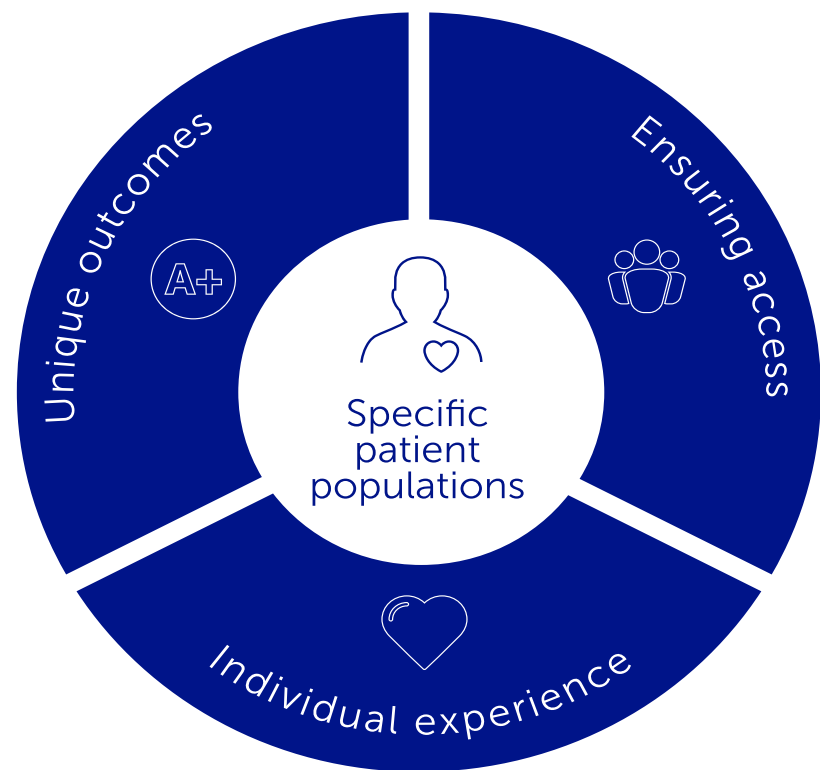 Unique outcomes
A+
Ensuring access
Specific
patient
populations
Individual experience